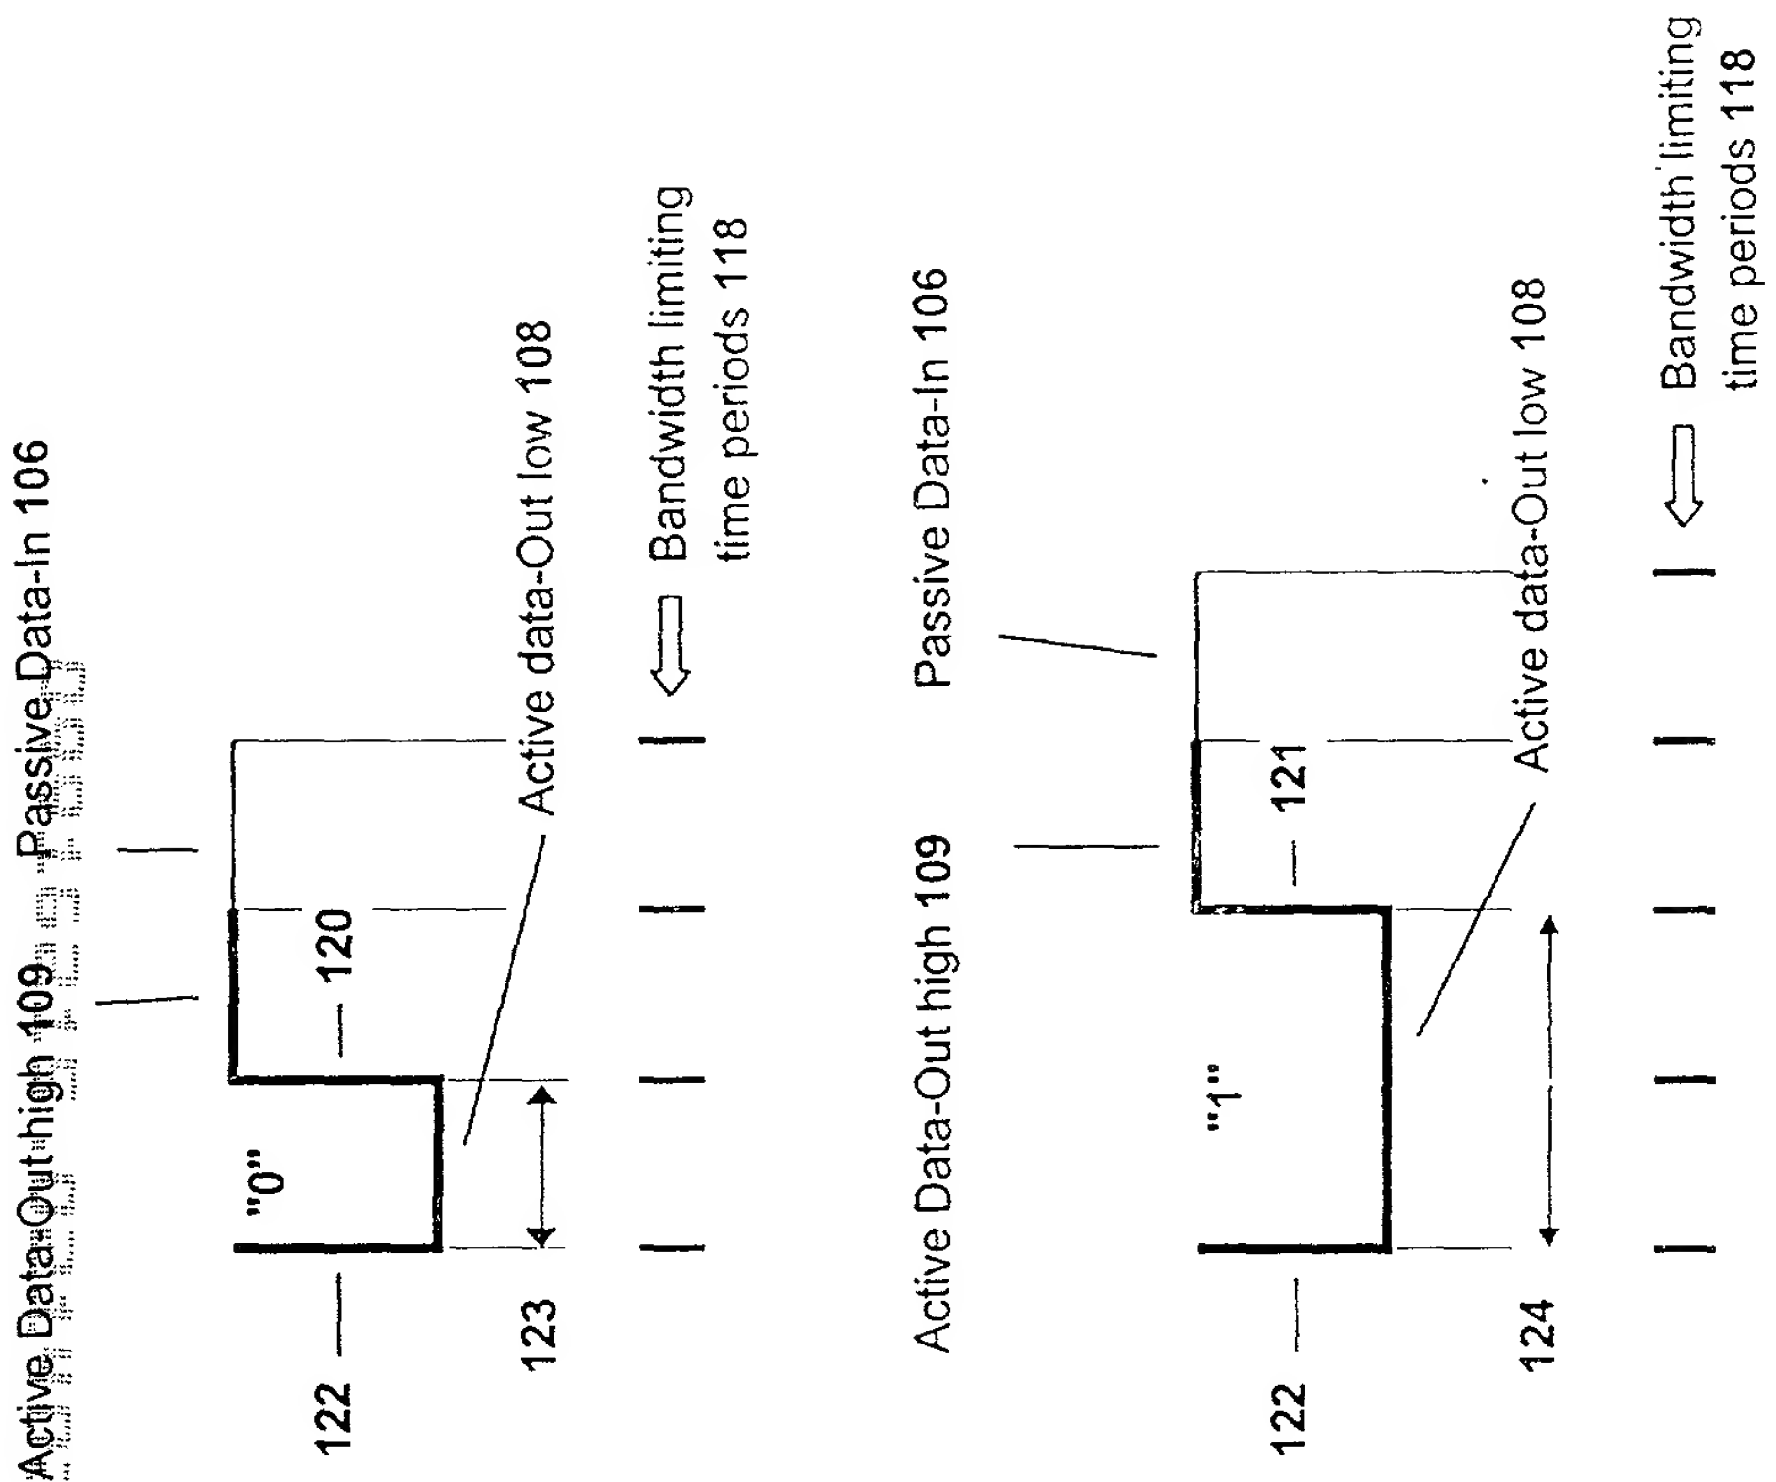 Active Data-Out high 109 Passive Data-In 106
"0"
122
120
123
Active data-Out low 108
Bandwidth limiting
time periods 118
Active Data-Out high 109 Passive Data-In 106
"1"
122
121
124
Active data-Out low 108
Bandwidth limiting
time periods 118